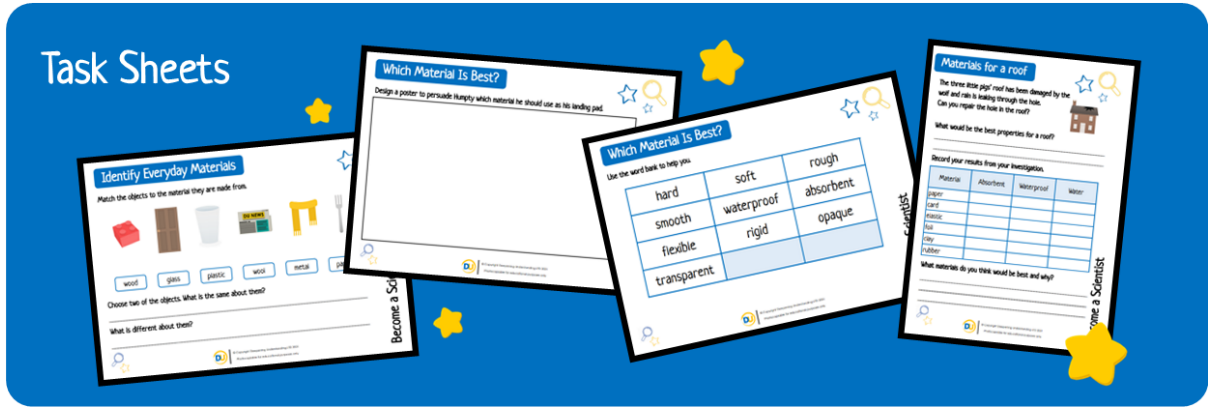 Task Sheets
Identify Everyday Materials
Match the objects to the material they are made from.
NEWS
wood
glass
plastic
wool
metal
Choose two of the objects. What is the same about them?
What is different about them?
Become a Scientist
Which Material Is Best?
Design a poster to persuade Humpty which material he should use as his landing pad.
Which Material Is Best?
Use the word bank to help you.
hard soft rough
smooth waterproof absorbent
flexible rigid opaque
transparent
Scientist
Materials for a roof
The three little pigs' roof has been damaged by the
wolf and rain is leaking through the hole.
Can you repair the hole in the roof?
What would be the best properties for a roof?
Record your results from your investigation.
Material Absorbent Waterproof Water
paper
card
elastic
foil
clay
rubber
What materials do you think would be best and why?
a Scientist